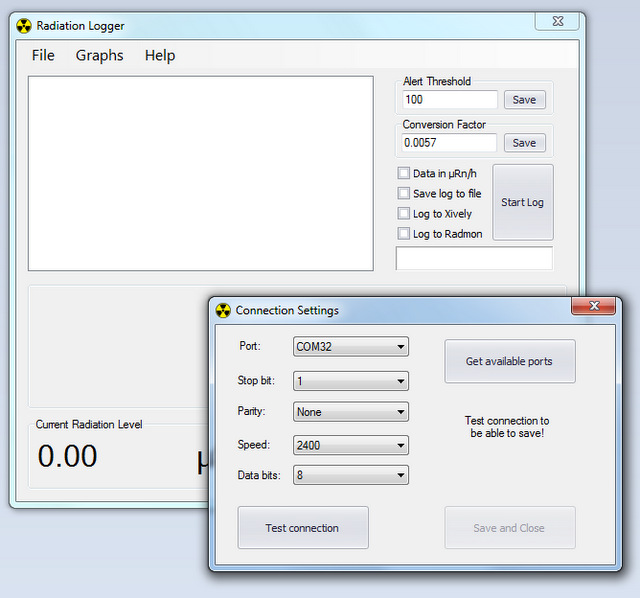 Radiation Logger
File Graphs Help
Alert Threshold
100 Save
Conversion Factor
0.0057 Save
Data in µRn/h
Save log to file
Log to Xively
Log to Radmon
Start Log
Current Radiation Level
0.00 µ
Connection Settings
Port: COM32
Get available ports
Stop bit: 1
Parity: None
Test connection to
be able to save!
Speed: 2400
Data bits: 8
Test connection
Save and Close